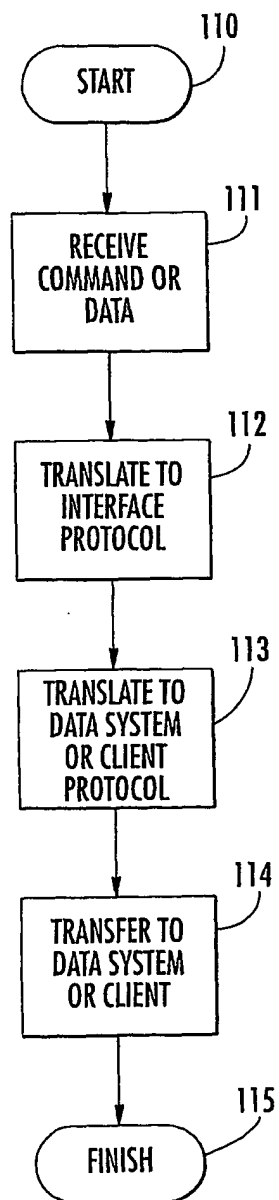 110
START
111
RECEIVE
COMMAND OR
DATA
112
TRANSLATE TO
INTERFACE
PROTOCOL
113
TRANSLATE TO
DATA SYSTEM
OR CLIENT
PROTOCOL
114
TRANSFER TO
DATA SYSTEM
OR CLIENT
115
FINISH